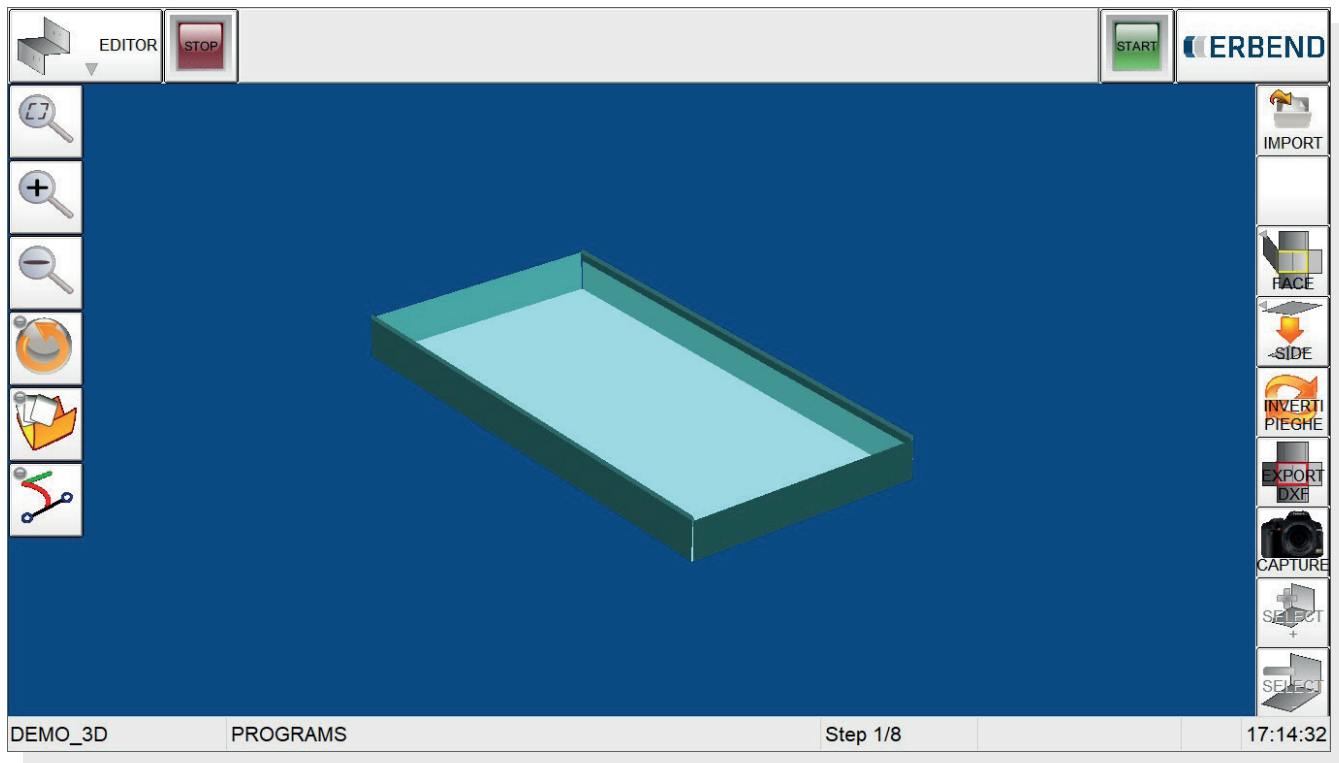 EDITOR
STOP
START
CERBEND
IMPORT
FACE
SIDE
INVERTI
PIEGHE
EXPORT
DXF
CAPTURE
SELECT
+
SELECT
DEMO_3D
PROGRAMS
Step 1/8
17:14:32